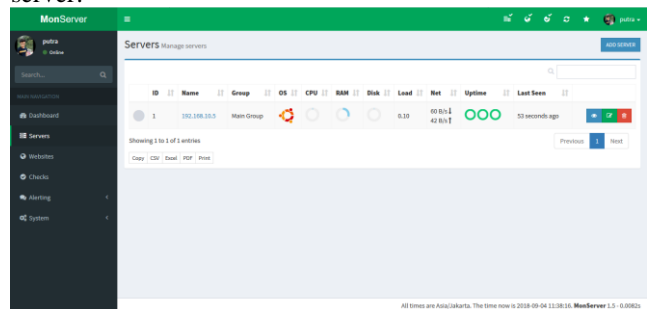 server.
MonServer
putra
putra
Online
Servers Manage servers
ADD SERVER
Search...
MAIN NAVIGATION
Dashboard
Servers
Websites
Checks
Alerting
System
ID Name Group OS CPU RAM Disk Load Net Uptime Last Seen
1 192.168.10.5 Main Group 0.10 60 B/s 42 B/s 53 seconds ago
Showing 1 to 1 of 1 entries
Previous 1 Next
Copy CSV Excel PDF Print
All times are Asia/Jakarta. The time now is 2018-09-04 11:38:16. MonServer 1.5 - 0.0082s